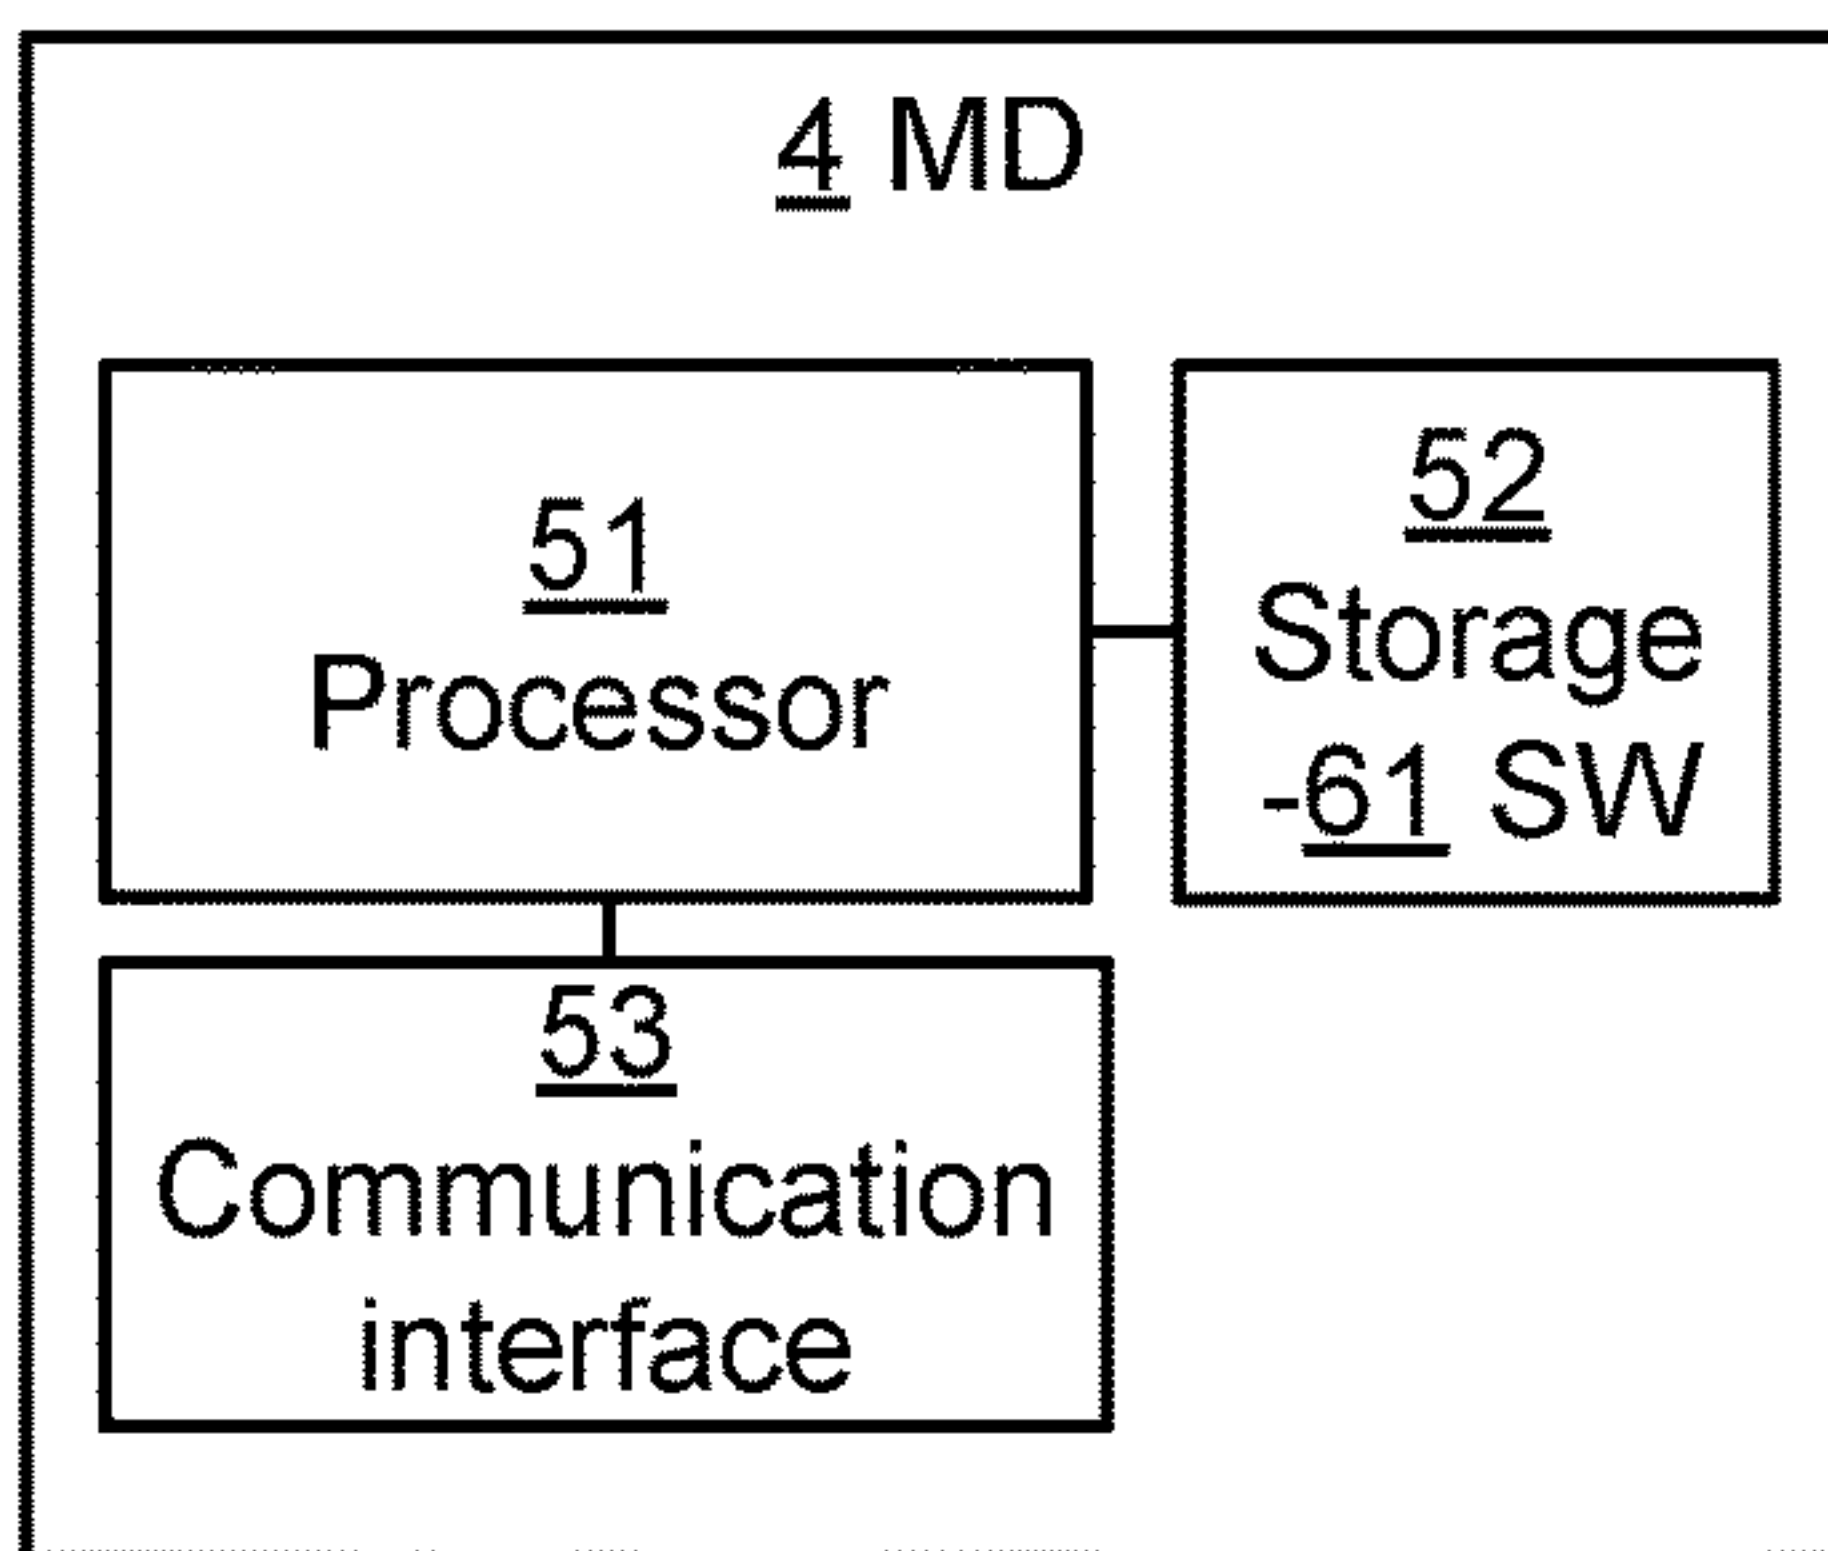 4 MD
51
Processor
52
Storage
-61 SW
53
Communication
interface